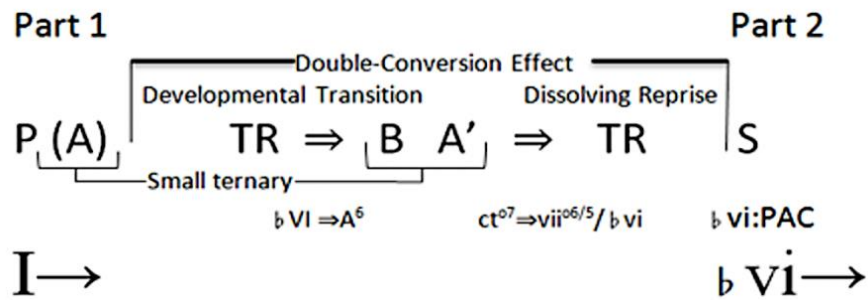 Part 1 Part 2
Double-Conversion Effect
Developmental Transition Dissolving Reprise
P (A) TR ⇒ B A′ ⇒ TR S
Small ternary
♭VI ⇒A⁶ ct°⁷⇒vii°⁶/⁵/♭vi ♭vi:PAC
I→ ♭vi→